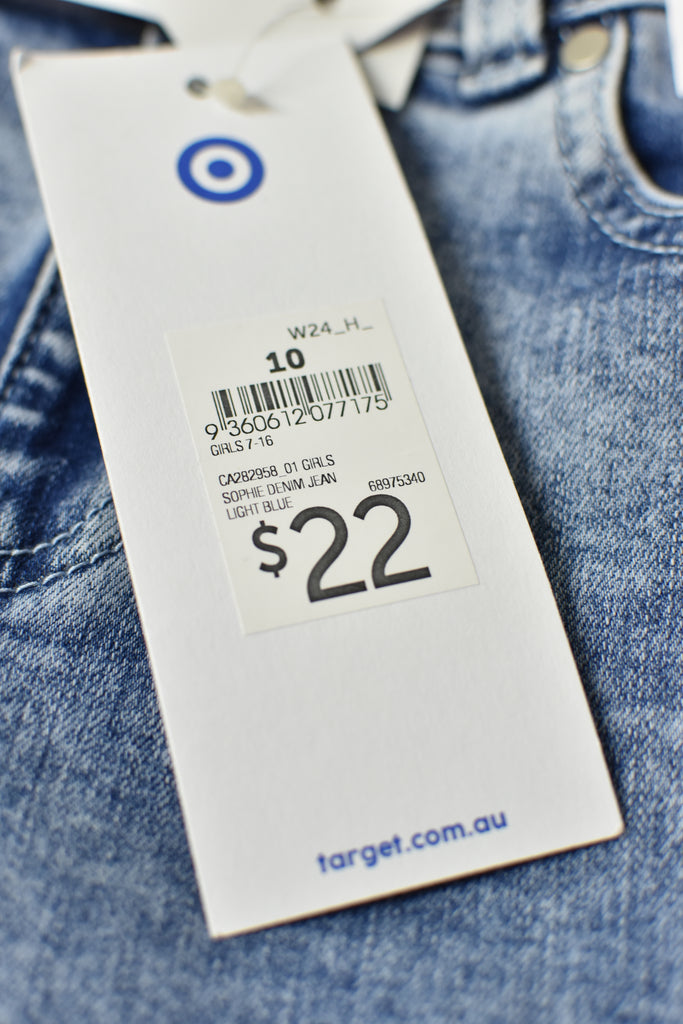 W24_H_
10
9 360612 077175
GIRLS 7-16
CA282958_01 GIRLS
SOPHIE DENIM JEAN 68975340
LIGHT BLUE
$22
target.com.au